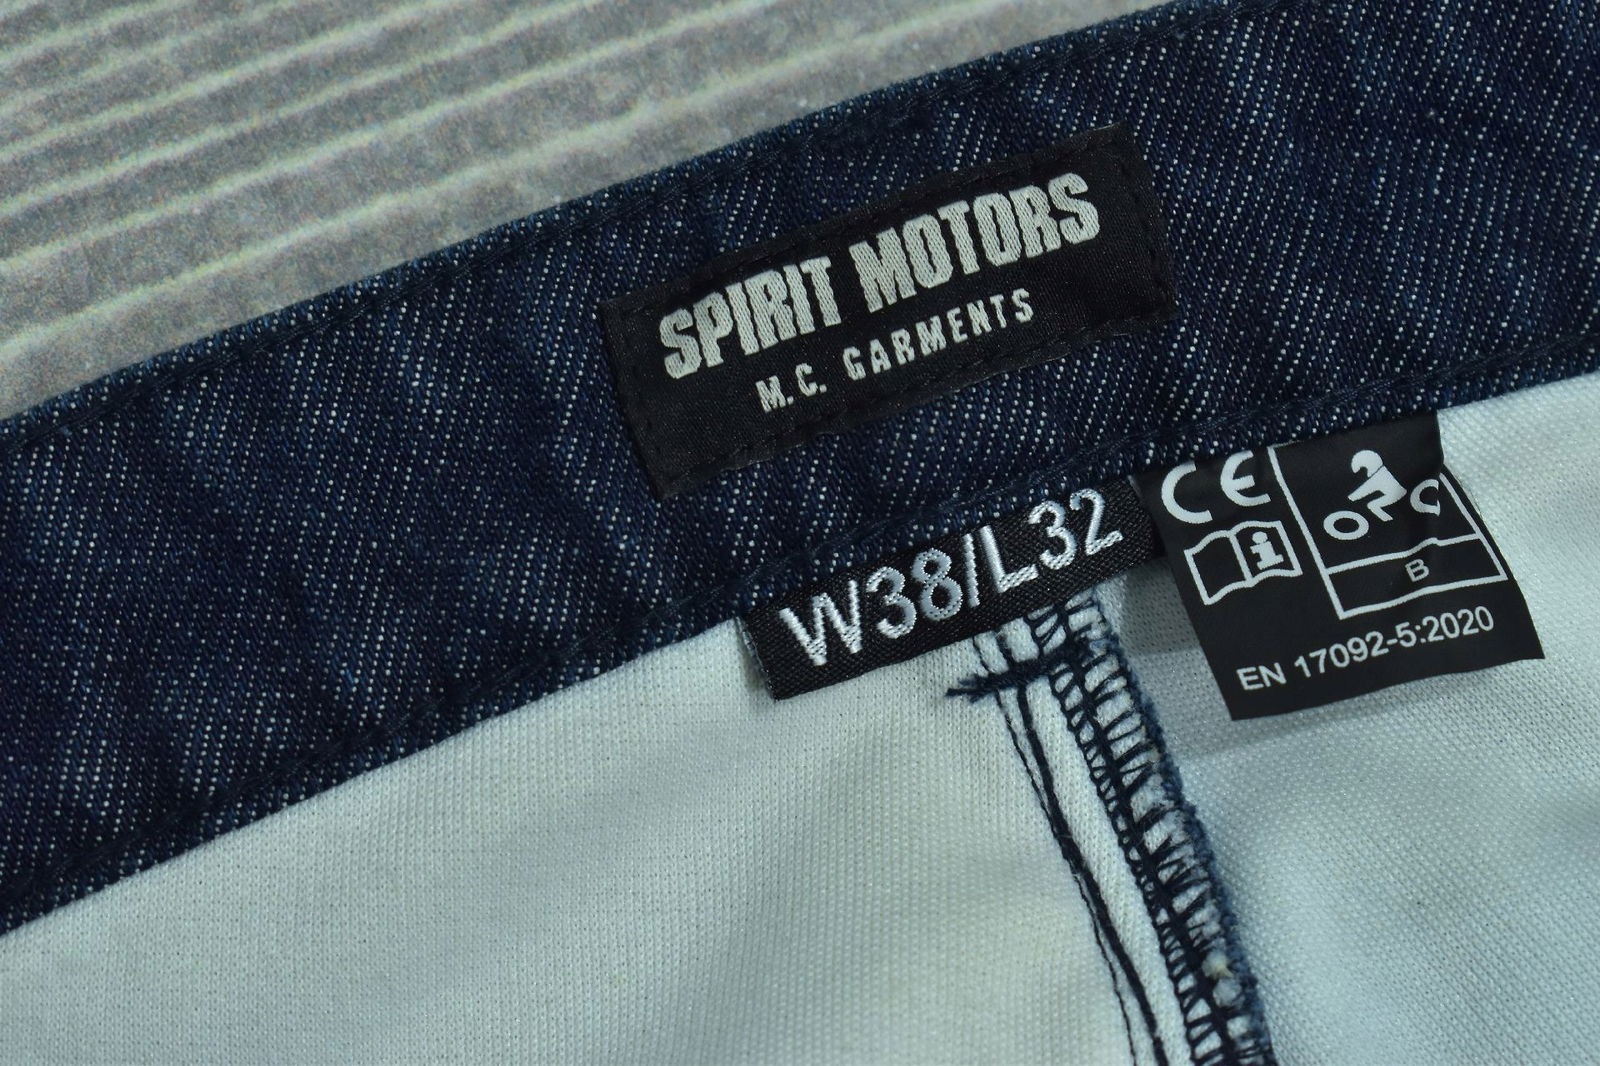 SPIRIT MOTORS
M.C. GARMENTS
W38/L32
CE
i
B
EN 17092-5:2020